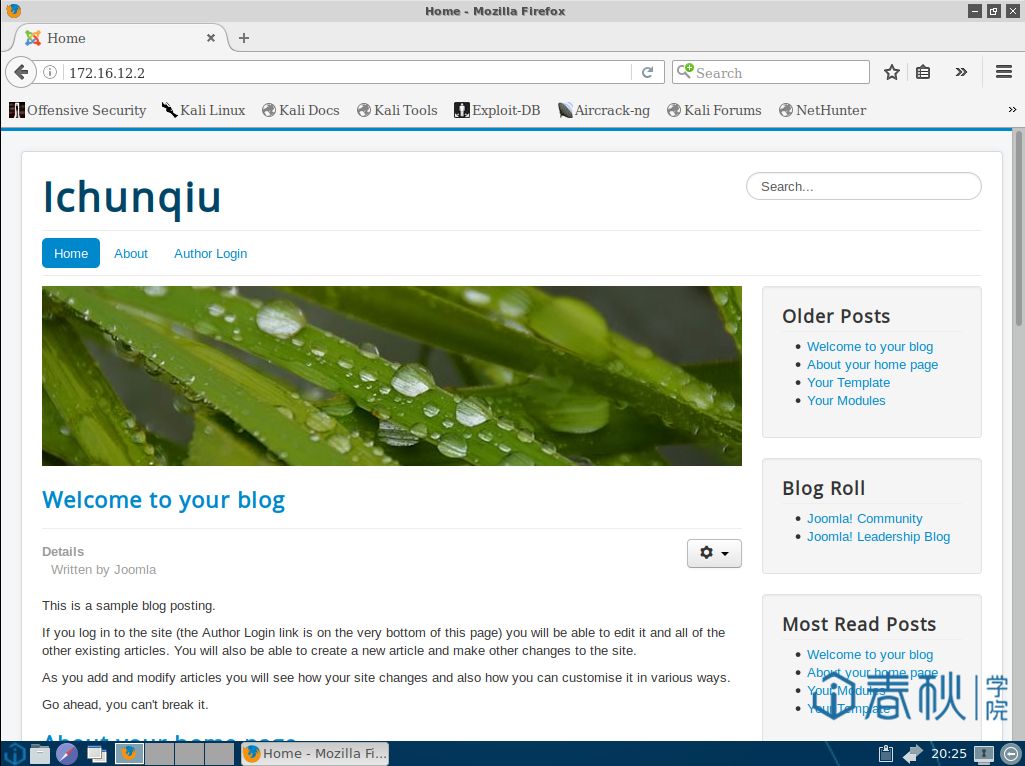 Home - Mozilla Firefox
Home
172.16.12.2
Search
Offensive Security
Kali Linux
Kali Docs
Kali Tools
Exploit-DB
Aircrack-ng
Kali Forums
NetHunter
Ichunqiu
Search...
Home
About
Author Login
Older Posts
Welcome to your blog
About your home page
Your Template
Your Modules
Blog Roll
Joomla! Community
Joomla! Leadership Blog
Most Read Posts
Welcome to your blog
About your home page
Your Modules
Your Template
Welcome to your blog
Details
Written by Joomla
This is a sample blog posting.
If you log in to the site (the Author Login link is on the very bottom of this page) you will be able to edit it and all of the
other existing articles. You will also be able to create a new article and make other changes to the site.
As you add and modify articles you will see how your site changes and also how you can customise it in various ways.
Go ahead, you can't break it.
About your home page
春秋
学院
Home - Mozilla Fi...
20:25